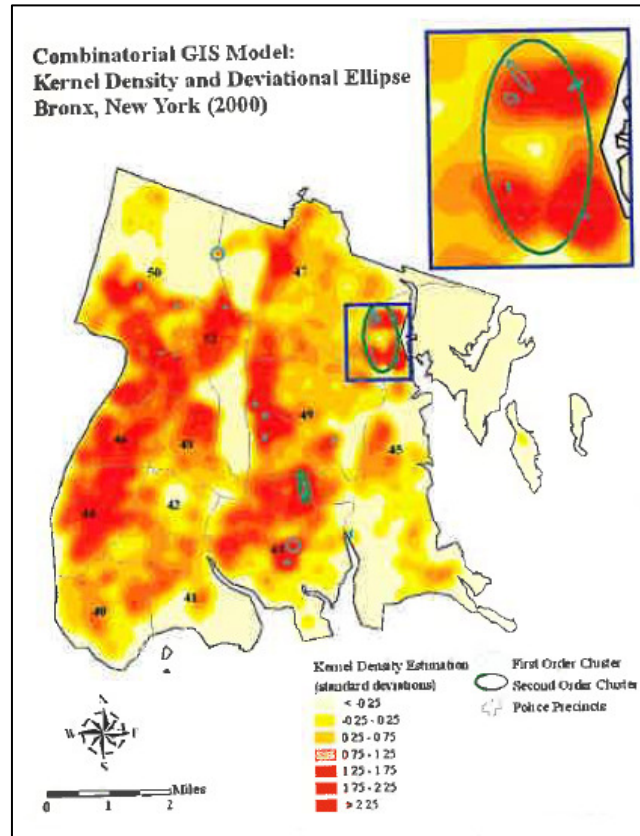 Combinatorial GIS Model:
Kernel Density and Deviational Ellipse
Bronx, New York (2000)
50
47
52
49
46
48
45
42
44
43
41
40
Kernel Density Estimation
(standard deviations)
< -0.25
-0.25 - 0.25
0.25 - 0.75
0.75 - 1.25
1.25 - 1.75
1.75 - 2.25
> 2.25
First Order Cluster
Second Order Cluster
Police Precincts
N
W
E
S
Miles
0 1 2